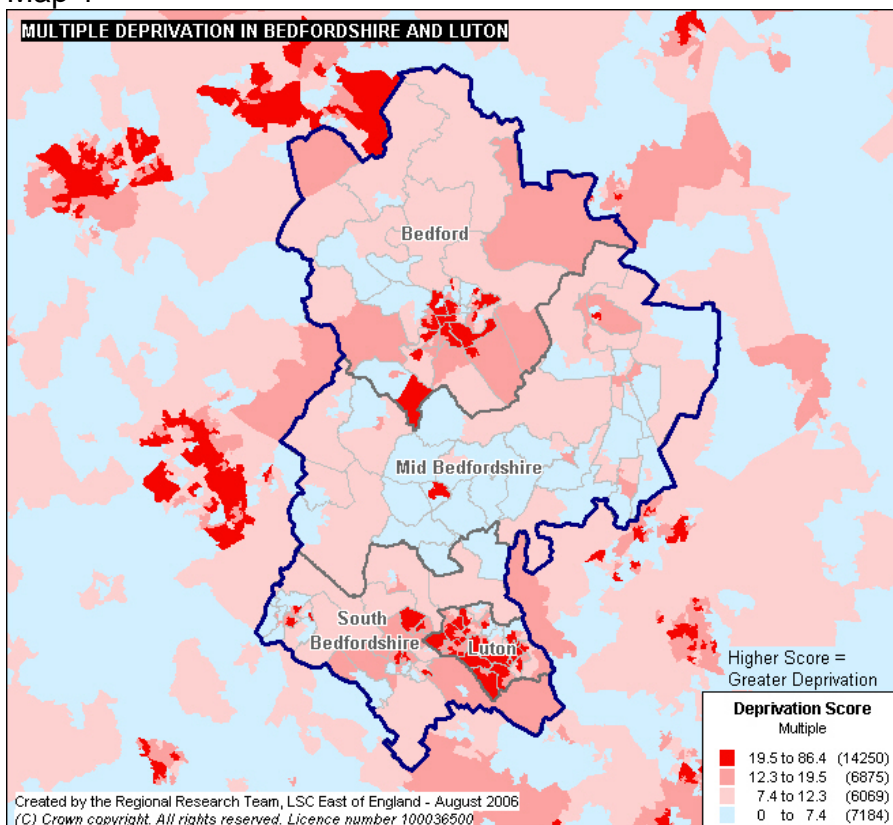 MULTIPLE DEPRIVATION IN BEDFORDSHIRE AND LUTON
Bedford
Mid Bedfordshire
South
Bedfordshire
Luton
Higher Score =
Greater Deprivation
Deprivation Score
Multiple
19.5 to 86.4 (14250)
12.3 to 19.5 (6875)
7.4 to 12.3 (6069)
0 to 7.4 (7184)
Created by the Regional Research Team, LSC East of England - August 2006
(C) Crown copyright. All rights reserved. Licence number 100036500